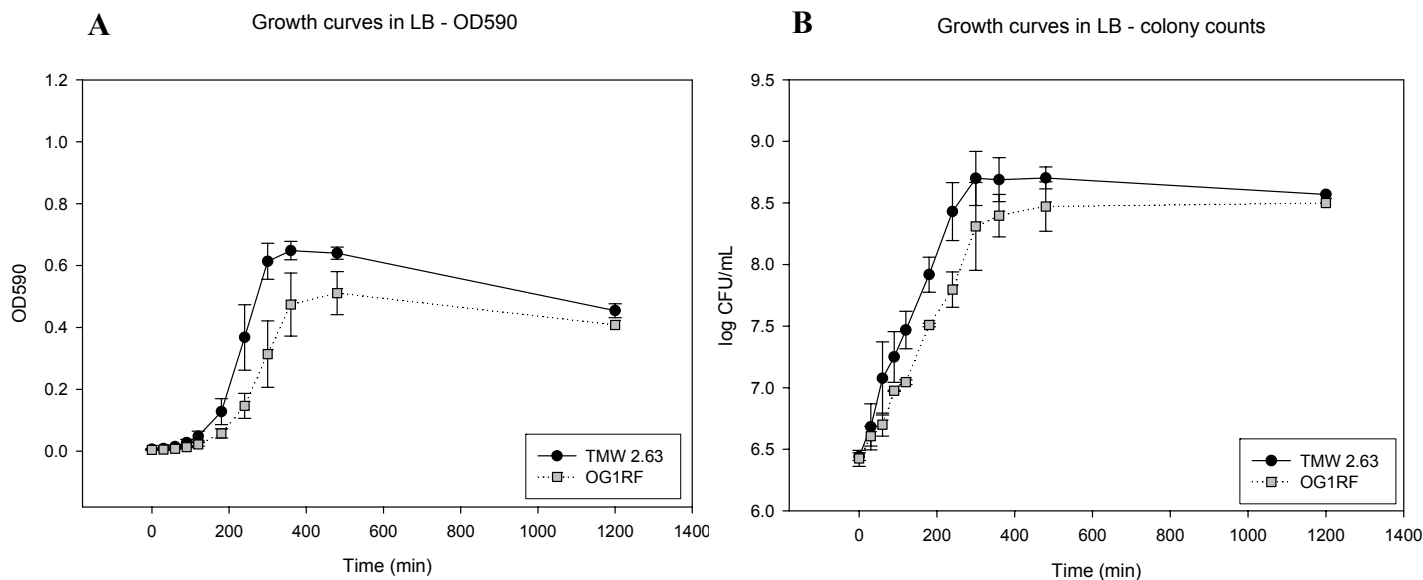 A
Growth curves in LB - OD590
1.2
1.0
0.8
0.6
0.4
0.2
0.0
OD590
0 200 400 600 800 1000 1200 1400
Time (min)
TMW 2.63
OG1RF
B
Growth curves in LB - colony counts
9.5
9.0
8.5
8.0
7.5
7.0
6.5
6.0
log CFU/mL
0 200 400 600 800 1000 1200 1400
Time (min)
TMW 2.63
OG1RF